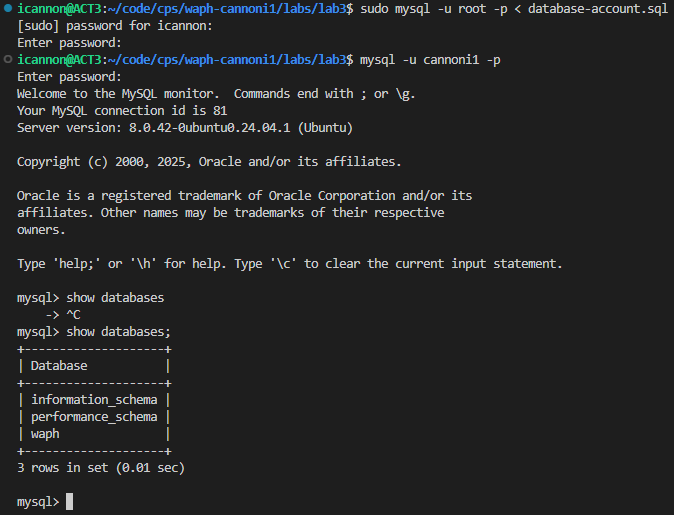 icannon@ACT3:~/code/cps/waph-cannoni1/labs/lab3$ sudo mysql -u root -p < database-account.sql
[sudo] password for icannon:
Enter password:
icannon@ACT3:~/code/cps/waph-cannoni1/labs/lab3$ mysql -u cannoni1 -p
Enter password:
Welcome to the MySQL monitor.  Commands end with ; or \g.
Your MySQL connection id is 81
Server version: 8.0.42-0ubuntu0.24.04.1 (Ubuntu)

Copyright (c) 2000, 2025, Oracle and/or its affiliates.

Oracle is a registered trademark of Oracle Corporation and/or its
affiliates. Other names may be trademarks of their respective
owners.

Type 'help;' or '\h' for help. Type '\c' to clear the current input statement.

mysql> show databases
    -> ^C
mysql> show databases;
+--------------------+
| Database           |
+--------------------+
| information_schema |
| performance_schema |
| waph               |
+--------------------+
3 rows in set (0.01 sec)

mysql>